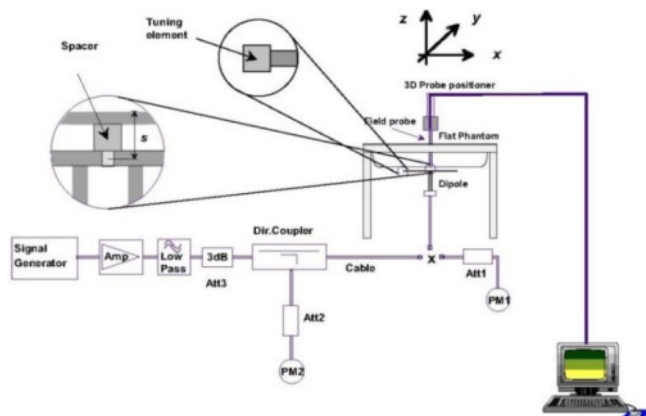 Tuning
element
Spacer
s
z
y
x
3D Probe positioner
Field probe
Flat Phantom
Dipole
Signal
Generator
Amp
Low
Pass
3dB
Att3
Dir.Coupler
Cable
x
Att1
PM1
Att2
PM2